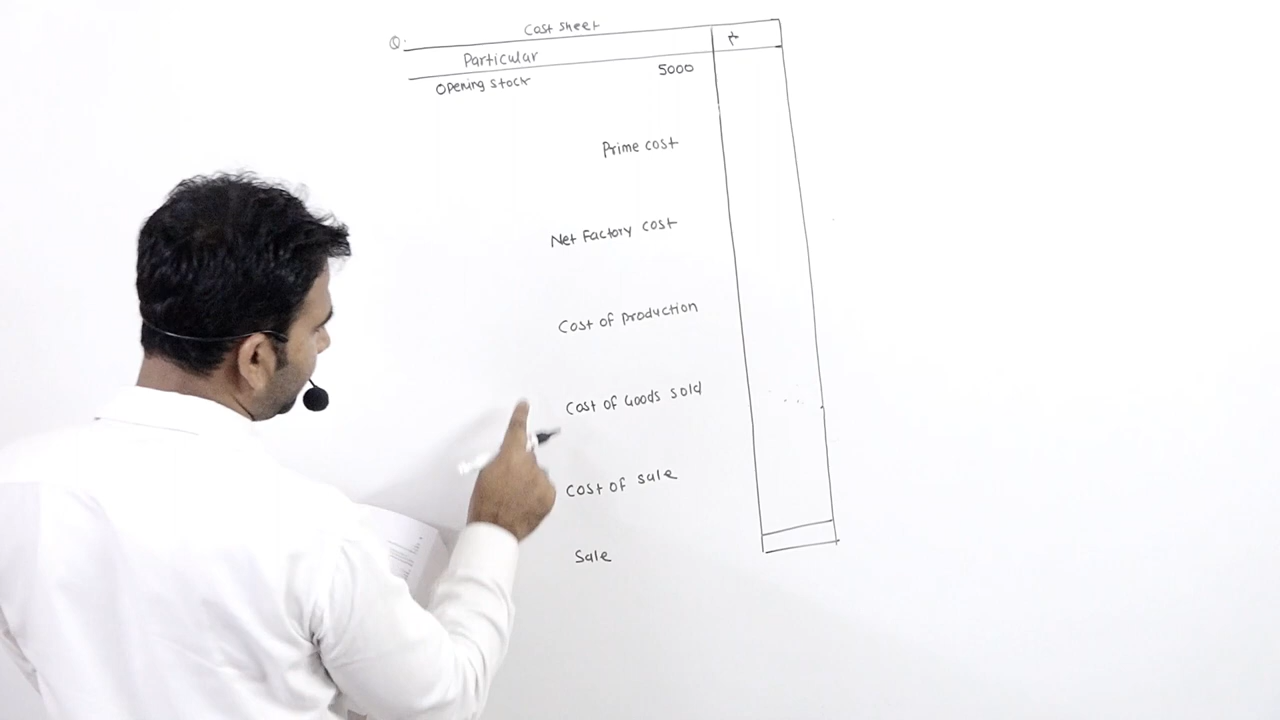 Q. Cost sheet
Particular ₹
Opening stock 5000
Prime cost
Net Factory cost
Cost of production
Cost of Goods sold
Cost of sale
Sale